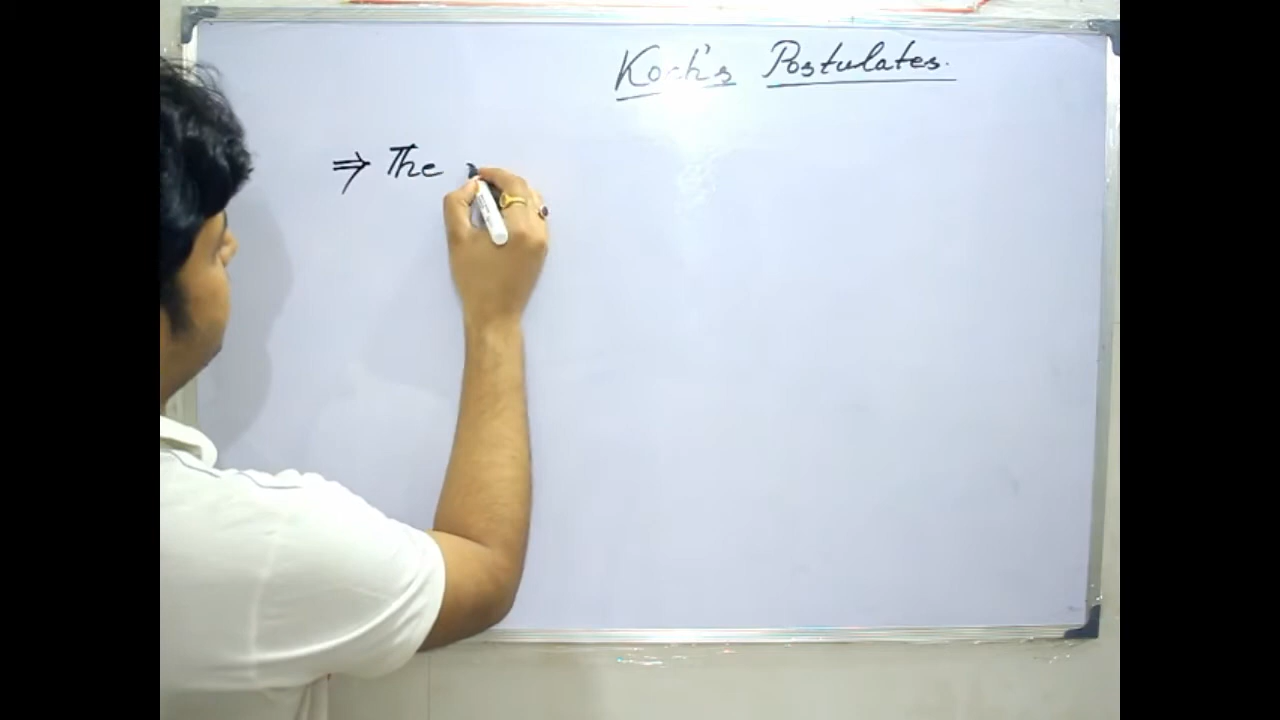 Koch's Postulates.
⇒ The